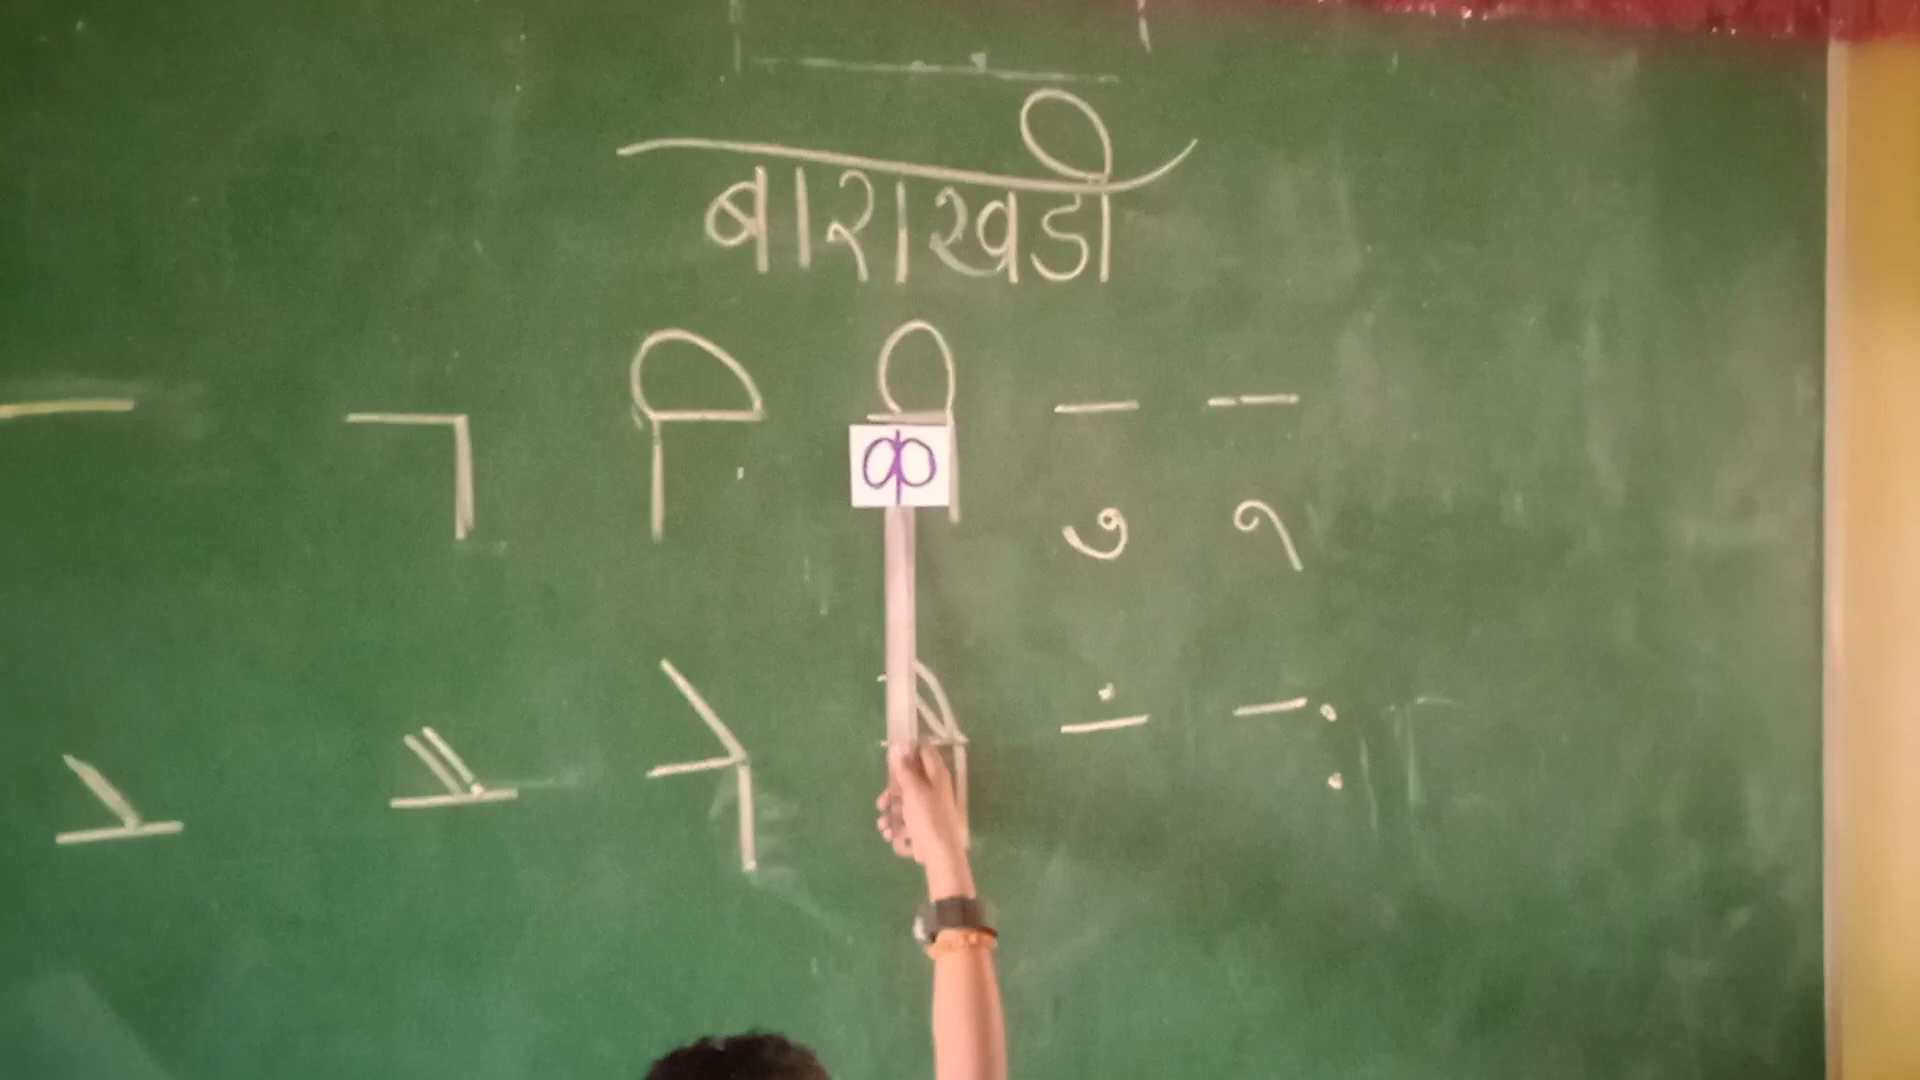 बाराखडी
– ा ि ी ु ू
क
े ै ो ौ ं ः